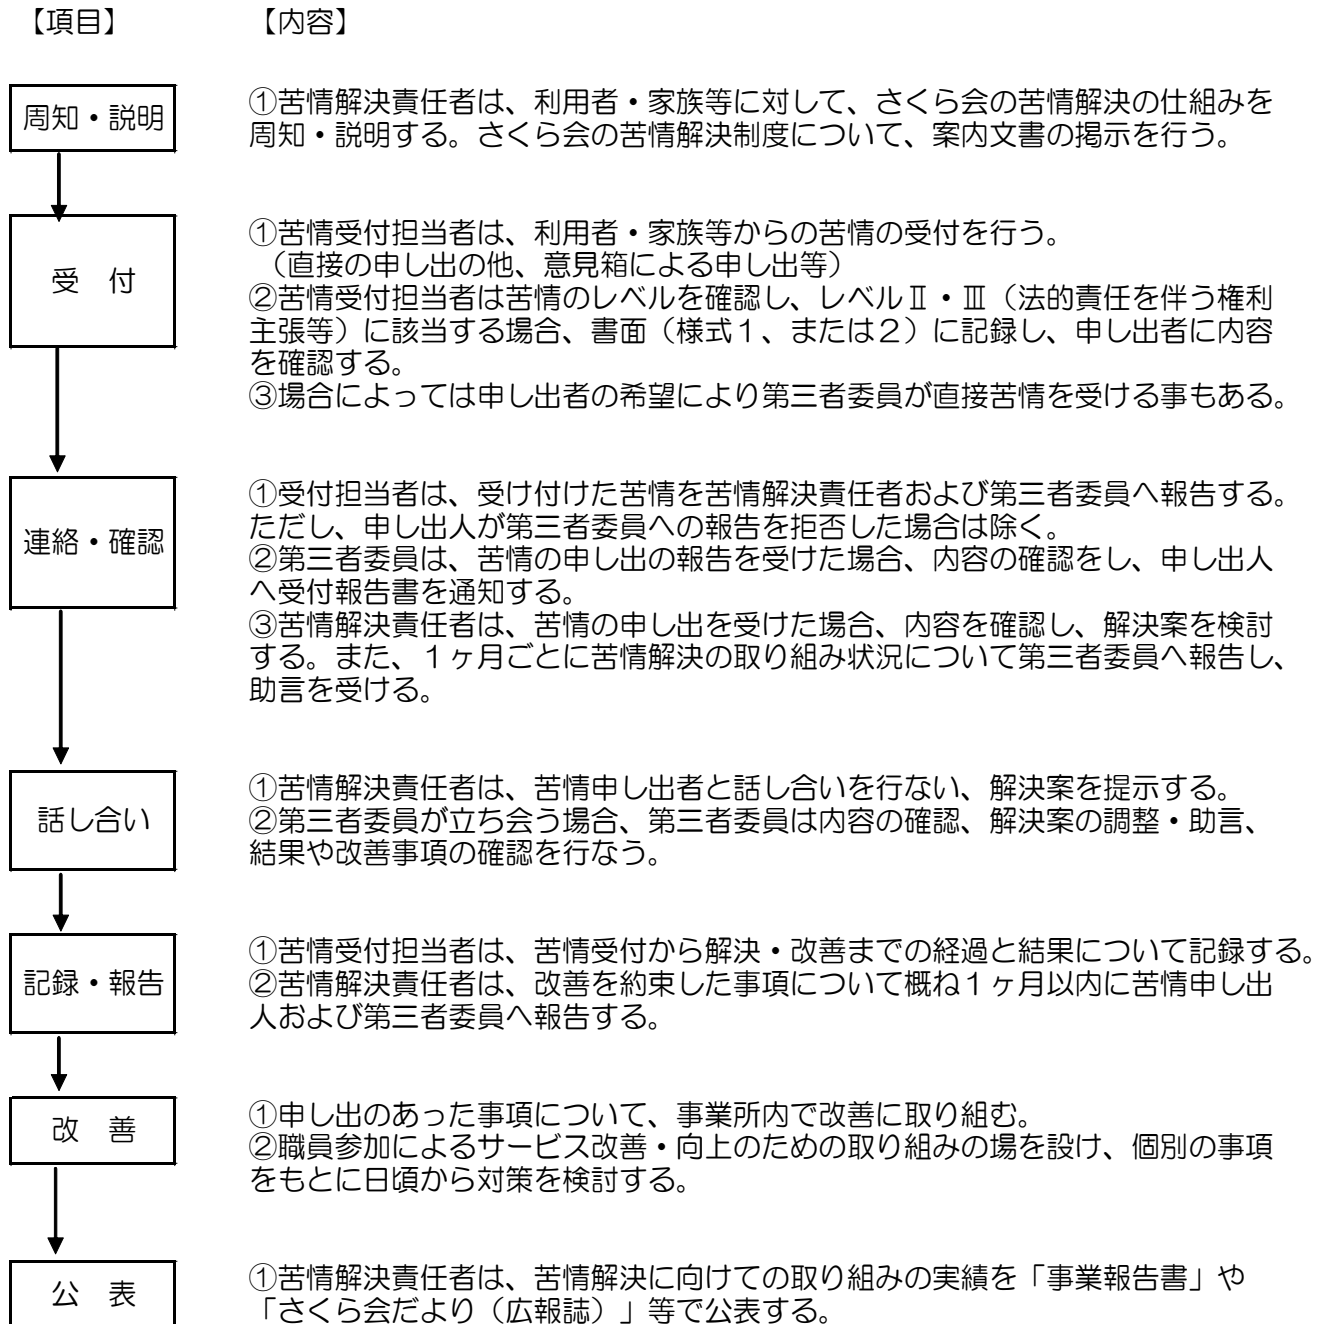 【項目】 【内容】
周知・説明
①苦情解決責任者は、利用者・家族等に対して、さくら会の苦情解決の仕組みを
周知・説明する。さくら会の苦情解決制度について、案内文書の掲示を行う。
受　付
①苦情受付担当者は、利用者・家族等からの苦情の受付を行う。
（直接の申し出の他、意見箱による申し出等）
②苦情受付担当者は苦情のレベルを確認し、レベルⅡ・Ⅲ（法的責任を伴う権利
主張等）に該当する場合、書面（様式１、または２）に記録し、申し出者に内容
を確認する。
③場合によっては申し出者の希望により第三者委員が直接苦情を受ける事もある。
連絡・確認
①受付担当者は、受け付けた苦情を苦情解決責任者および第三者委員へ報告する。
ただし、申し出人が第三者委員への報告を拒否した場合は除く。
②第三者委員は、苦情の申し出の報告を受けた場合、内容の確認をし、申し出人
へ受付報告書を通知する。
③苦情解決責任者は、苦情の申し出を受けた場合、内容を確認し、解決案を検討
する。また、１ヶ月ごとに苦情解決の取り組み状況について第三者委員へ報告し、
助言を受ける。
話し合い
①苦情解決責任者は、苦情申し出者と話し合いを行ない、解決案を提示する。
②第三者委員が立ち会う場合、第三者委員は内容の確認、解決案の調整・助言、
結果や改善事項の確認を行なう。
記録・報告
①苦情受付担当者は、苦情受付から解決・改善までの経過と結果について記録する。
②苦情解決責任者は、改善を約束した事項について概ね１ヶ月以内に苦情申し出
人および第三者委員へ報告する。
改　善
①申し出のあった事項について、事業所内で改善に取り組む。
②職員参加によるサービス改善・向上のための取り組みの場を設け、個別の事項
をもとに日頃から対策を検討する。
公　表
①苦情解決責任者は、苦情解決に向けての取り組みの実績を「事業報告書」や
「さくら会だより（広報誌）」等で公表する。